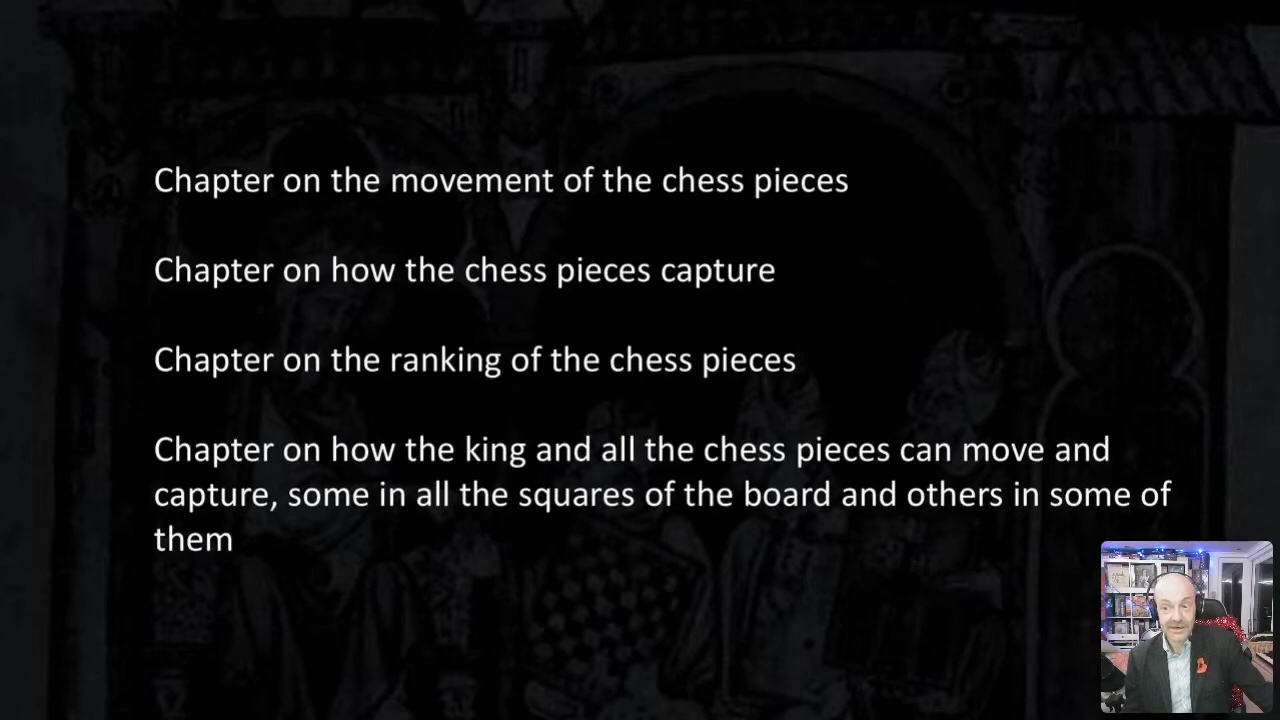 Chapter on the movement of the chess pieces
Chapter on how the chess pieces capture
Chapter on the ranking of the chess pieces
Chapter on how the king and all the chess pieces can move and
capture, some in all the squares of the board and others in some of
them